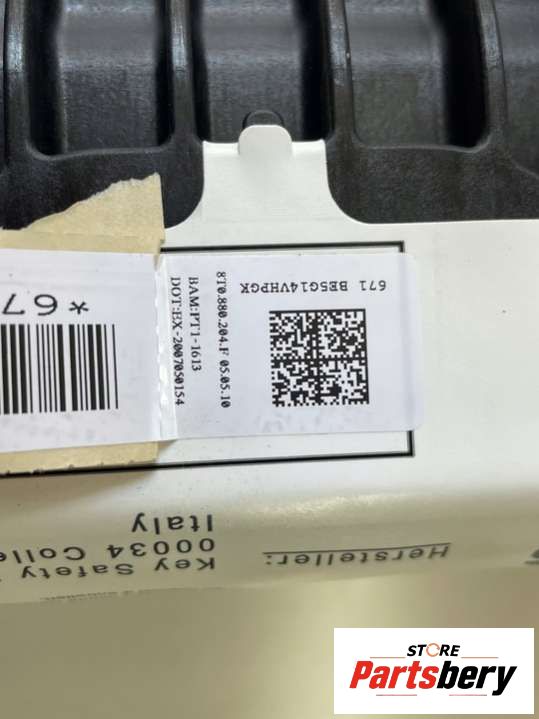 *67
671 BE5G14VHPGK
8T0.880.204.F 05.05.10
BAM:PT1-1613
DOT:EX-2007050154
Hersteller:
Key Safety
00034 Colle
Italy
STORE
Partsbery